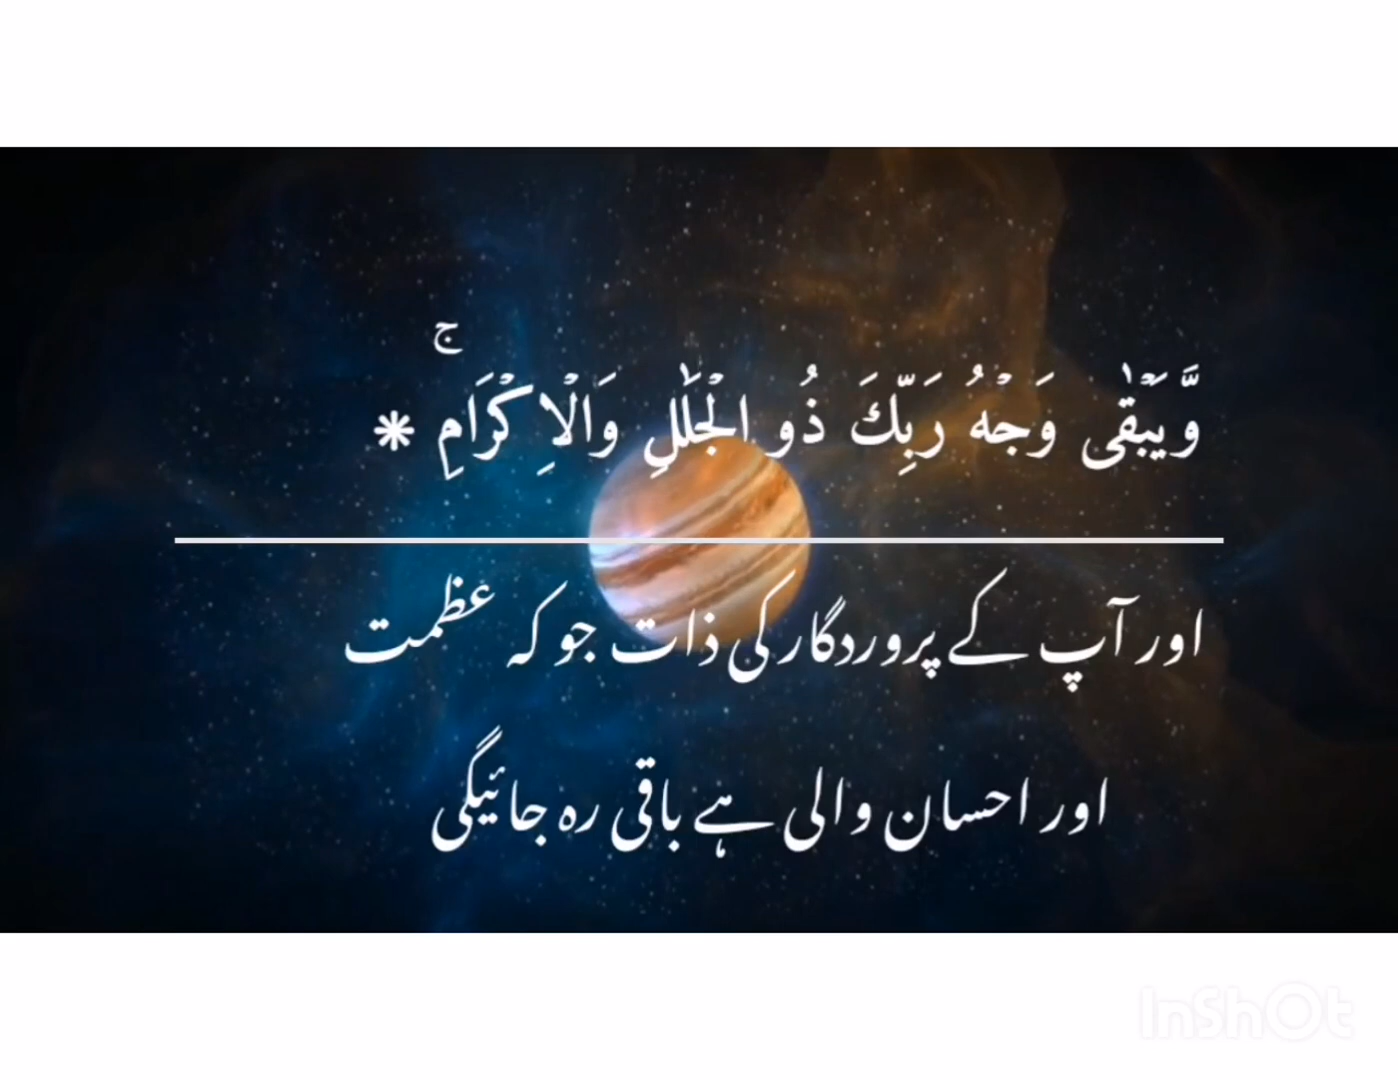 وَّيَبْقٰى وَجْهُ رَبِّكَ ذُو الْجَلٰلِ وَالْاِكْرَامِ ۚ *
اور آپ کے پروردگار کی ذات جو کہ عظمت
اور احسان والی ہے باقی رہ جائیگی
InShOt